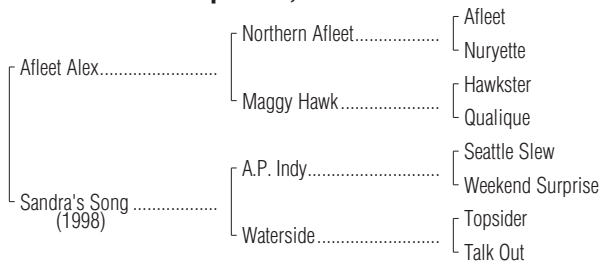 Afleet
Northern Afleet
Nuryette
Afleet Alex
Hawkster
Maggy Hawk
Qualique
Seattle Slew
A.P. Indy
Weekend Surprise
Sandra's Song
(1998)
Topsider
Waterside
Talk Out